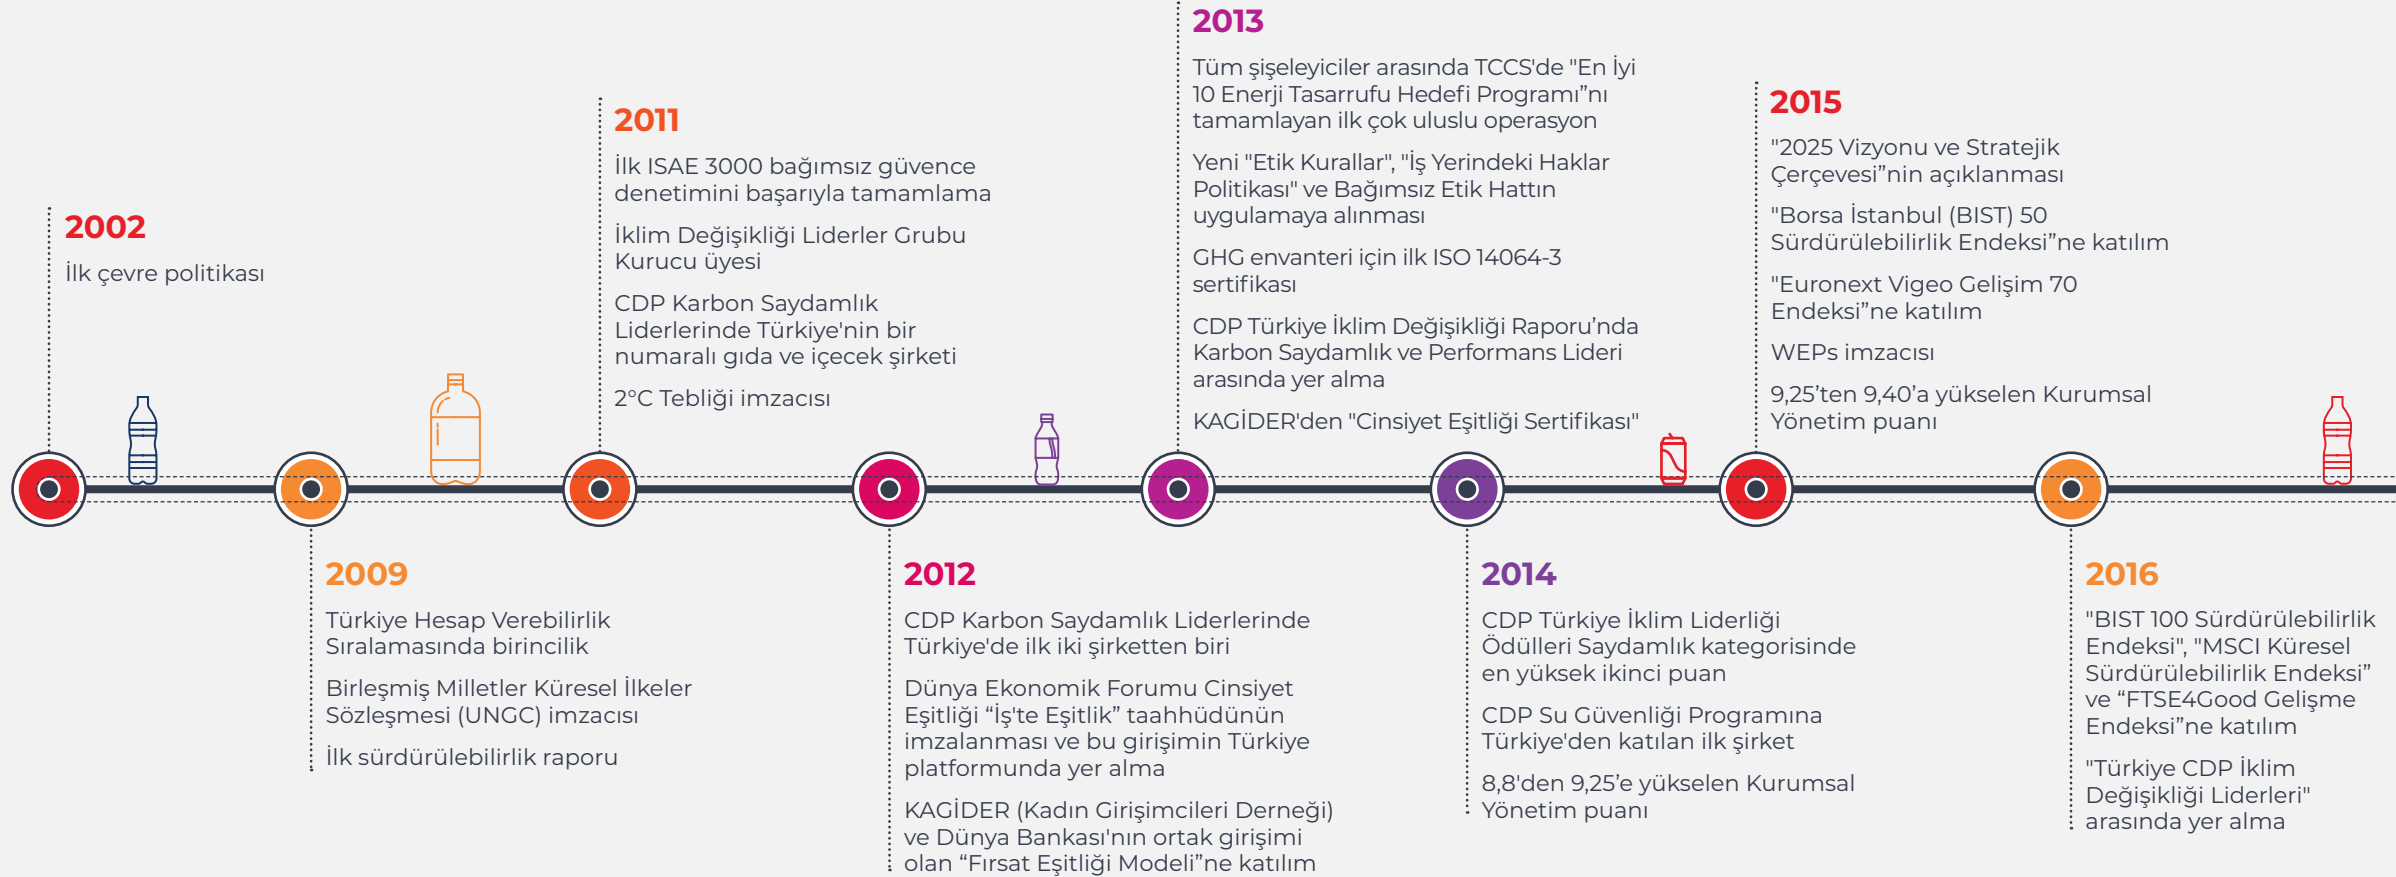 2002
İlk çevre politikası
2009
Türkiye Hesap Verebilirlik
Sıralamasında birincilik
Birleşmiş Milletler Küresel İlkeler
Sözleşmesi (UNGC) imzacısı
İlk sürdürülebilirlik raporu
2011
İlk ISAE 3000 bağımsız güvence
denetimini başarıyla tamamlama
İklim Değişikliği Liderler Grubu
Kurucu üyesi
CDP Karbon Saydamlık
Liderlerinde Türkiye'nin bir
numaralı gıda ve içecek şirketi
2°C Tebliği imzacısı
2012
CDP Karbon Saydamlık Liderlerinde
Türkiye'de ilk iki şirketten biri
Dünya Ekonomik Forumu Cinsiyet
Eşitliği “İş'te Eşitlik” taahhüdünün
imzalanması ve bu girişimin Türkiye
platformunda yer alma
KAGİDER (Kadın Girişimcileri Derneği)
ve Dünya Bankası'nın ortak girişimi
olan “Fırsat Eşitliği Modeli”ne katılım
2013
Tüm şişeleyiciler arasında TCCS'de "En İyi
10 Enerji Tasarrufu Hedefi Programı”nı
tamamlayan ilk çok uluslu operasyon
Yeni "Etik Kurallar", "İş Yerindeki Haklar
Politikası" ve Bağımsız Etik Hattın
uygulamaya alınması
GHG envanteri için ilk ISO 14064-3
sertifikası
CDP Türkiye İklim Değişikliği Raporu’nda
Karbon Saydamlık ve Performans Lideri
arasında yer alma
KAGİDER'den "Cinsiyet Eşitliği Sertifikası"
2014
CDP Türkiye İklim Liderliği
Ödülleri Saydamlık kategorisinde
en yüksek ikinci puan
CDP Su Güvenliği Programına
Türkiye'den katılan ilk şirket
8,8'den 9,25’e yükselen Kurumsal
Yönetim puanı
2015
"2025 Vizyonu ve Stratejik
Çerçevesi”nin açıklanması
"Borsa İstanbul (BIST) 50
Sürdürülebilirlik Endeksi”ne katılım
"Euronext Vigeo Gelişim 70
Endeksi”ne katılım
WEPs imzacısı
9,25’ten 9,40’a yükselen Kurumsal
Yönetim puanı
2016
"BIST 100 Sürdürülebilirlik
Endeksi", "MSCI Küresel
Sürdürülebilirlik Endeksi”
ve “FTSE4Good Gelişme
Endeksi”ne katılım
"Türkiye CDP İklim
Değişikliği Liderleri"
arasında yer alma